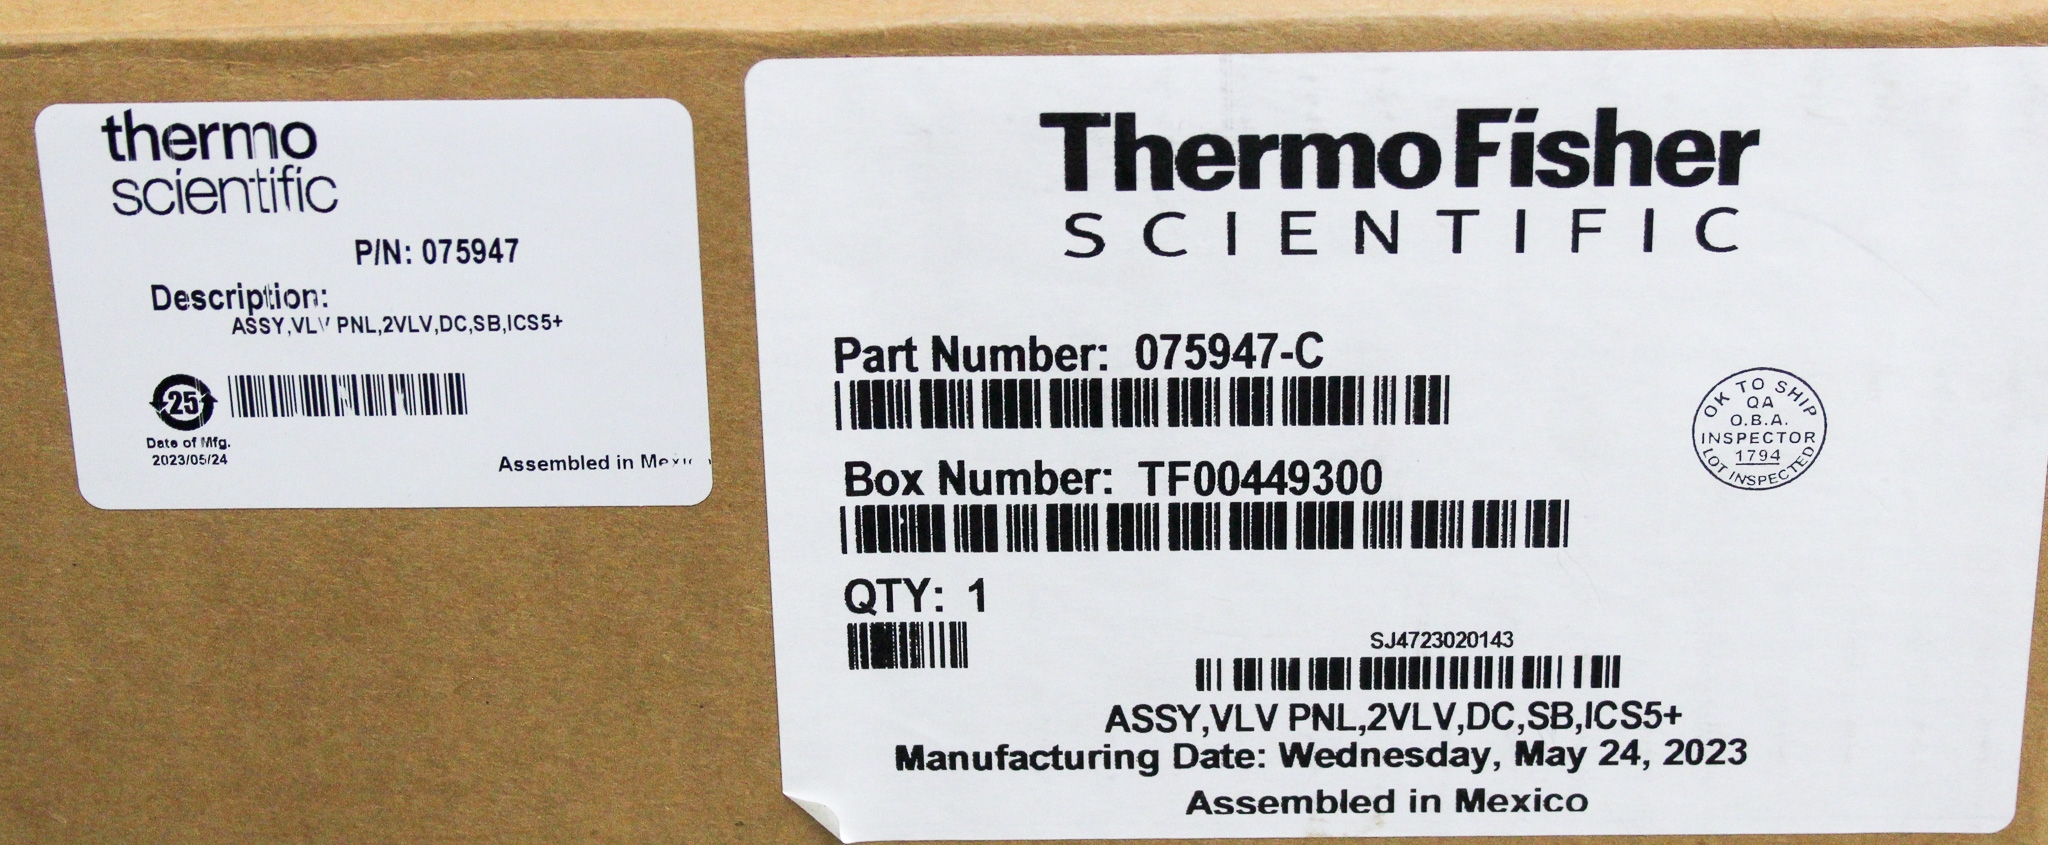 thermo
scientific
P/N: 075947
Description:
ASSY,VLV PNL,2VLV,DC,SB,ICS5+
25
Date of Mfg.
2023/05/24
Assembled in Mexico
ThermoFisher
SCIENTIFIC
Part Number: 075947-C
Box Number: TF00449300
QTY: 1
OK TO SHIP
QA
O.B.A.
INSPECTOR
1794
LOT INSPECTED
SJ4723020143
ASSY,VLV PNL,2VLV,DC,SB,ICS5+
Manufacturing Date: Wednesday, May 24, 2023
Assembled in Mexico